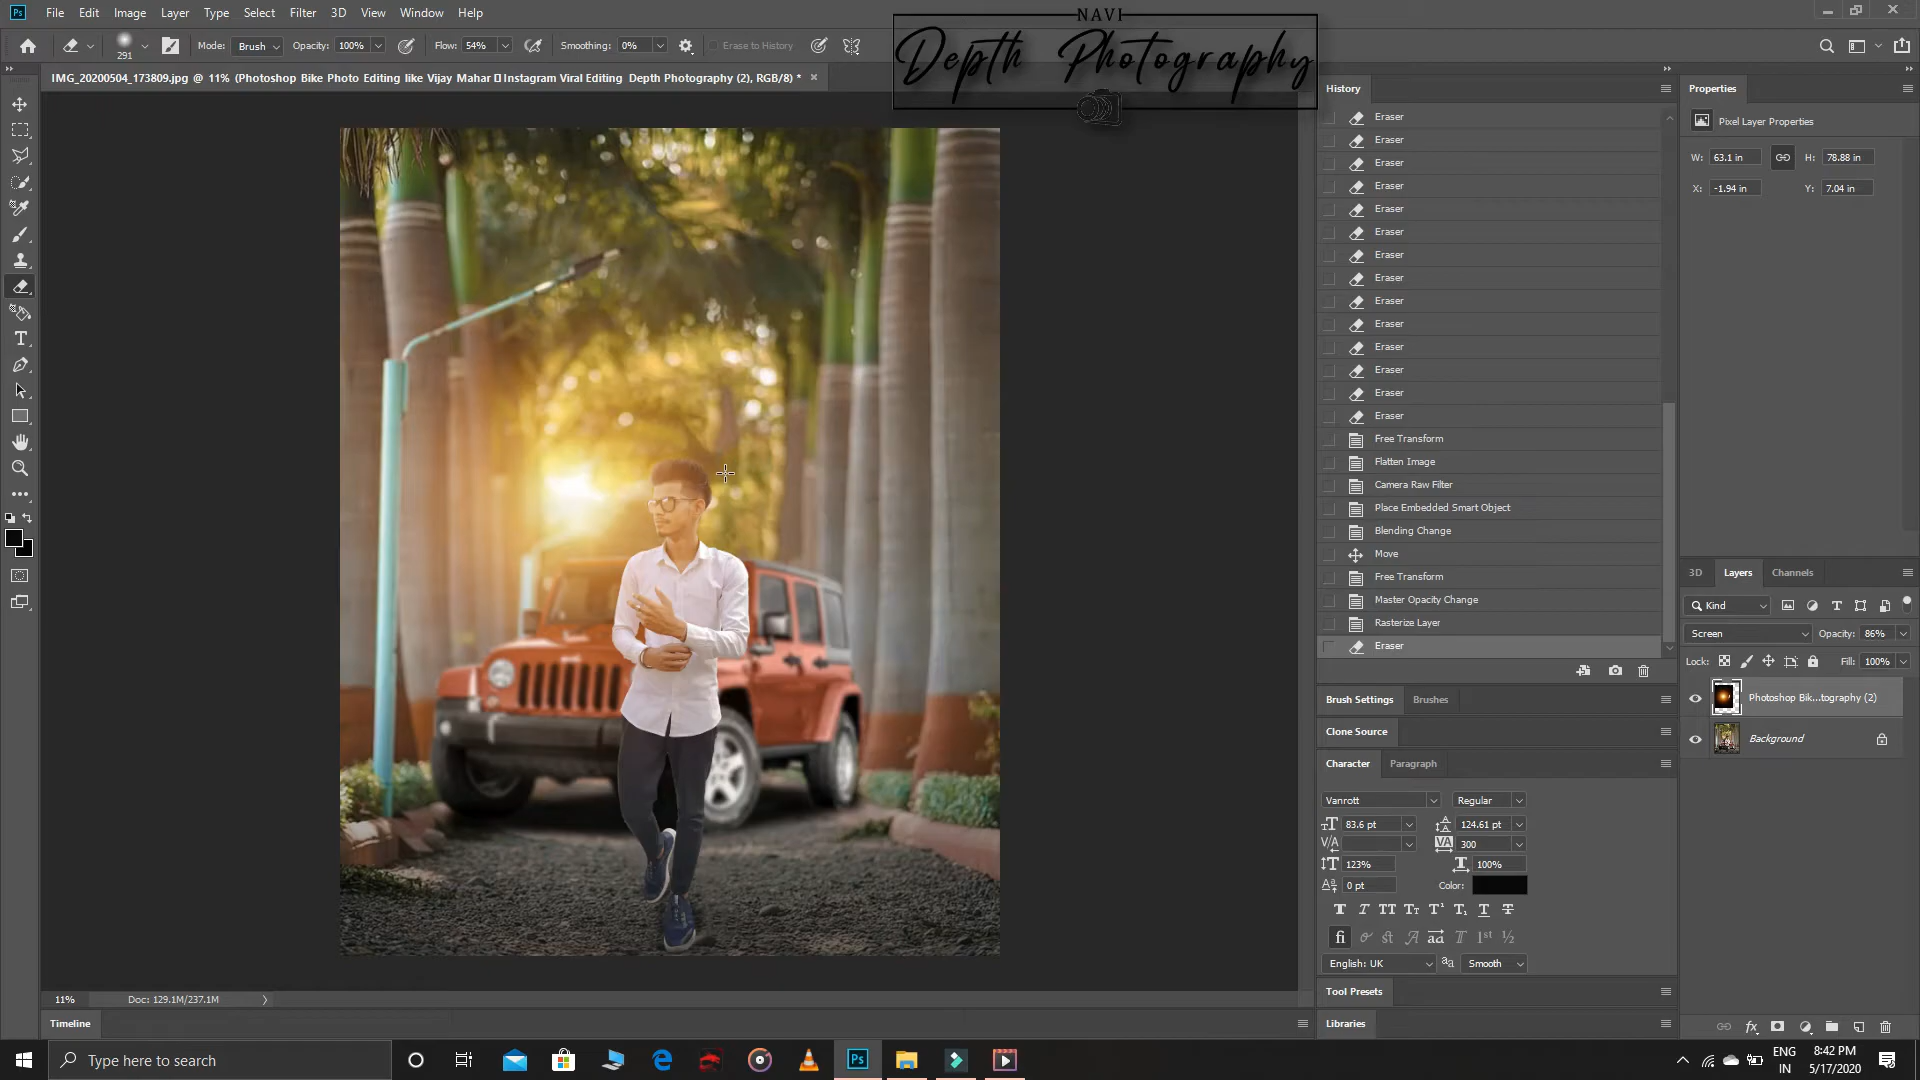 File Edit Image Layer Type Select Filter 3D View Window Help
NAVI
Depth Photography
291 Mode: Brush Opacity: 100% Flow: 54% Smoothing: 0% Erase to History
IMG_20200504_173809.jpg @ 11% (Photoshop Bike Photo Editing like Vijay Mahar ▯ Instagram Viral Editing Depth Photography (2), RGB/8) *
History
Eraser
Eraser
Eraser
Eraser
Eraser
Eraser
Eraser
Eraser
Eraser
Eraser
Eraser
Eraser
Eraser
Eraser
Free Transform
Flatten Image
Camera Raw Filter
Place Embedded Smart Object
Blending Change
Move
Free Transform
Master Opacity Change
Rasterize Layer
Eraser
Brush Settings Brushes
Clone Source
Character Paragraph
Vanrott Regular
83.6 pt 124.61 pt
300
123% 100%
0 pt Color:
English: UK Smooth
Tool Presets
Libraries
Properties
Pixel Layer Properties
W: 63.1 in H: 78.88 in
X: -1.94 in Y: 7.04 in
3D Layers Channels
Kind
Screen Opacity: 86%
Lock: Fill: 100%
Photoshop Bik...tography (2)
Background
11% Doc: 129.1M/237.1M
Timeline
Type here to search
ENG
IN
8:42 PM
5/17/2020